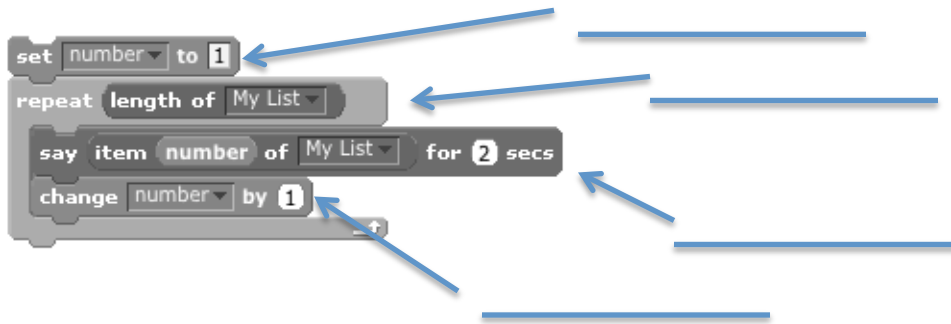 set number to 1
repeat length of My List
say item number of My List for 2 secs
change number by 1